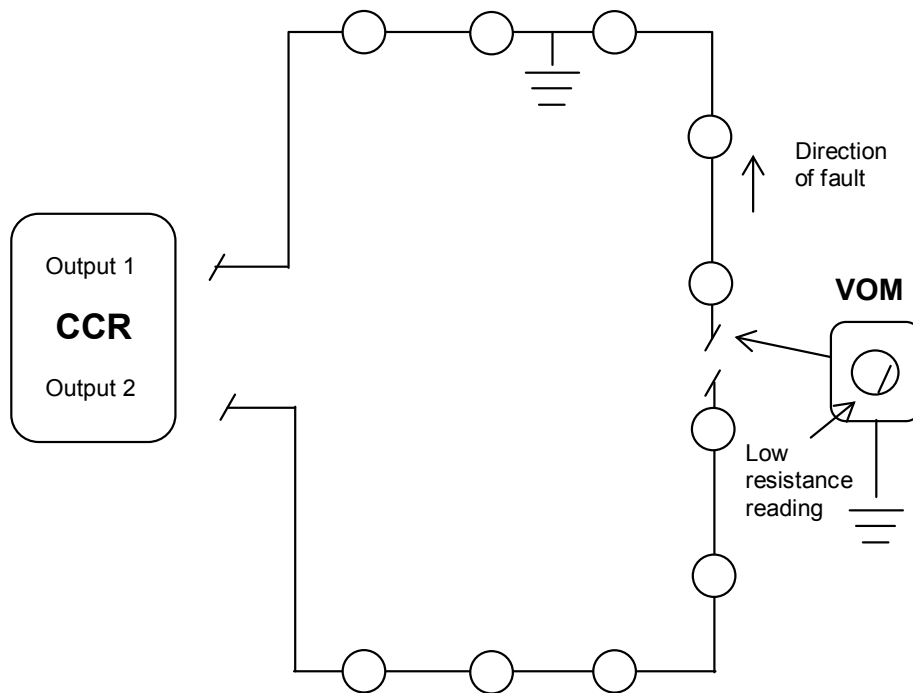 Direction
of fault
Output 1
CCR
Output 2
VOM
Low
resistance
reading